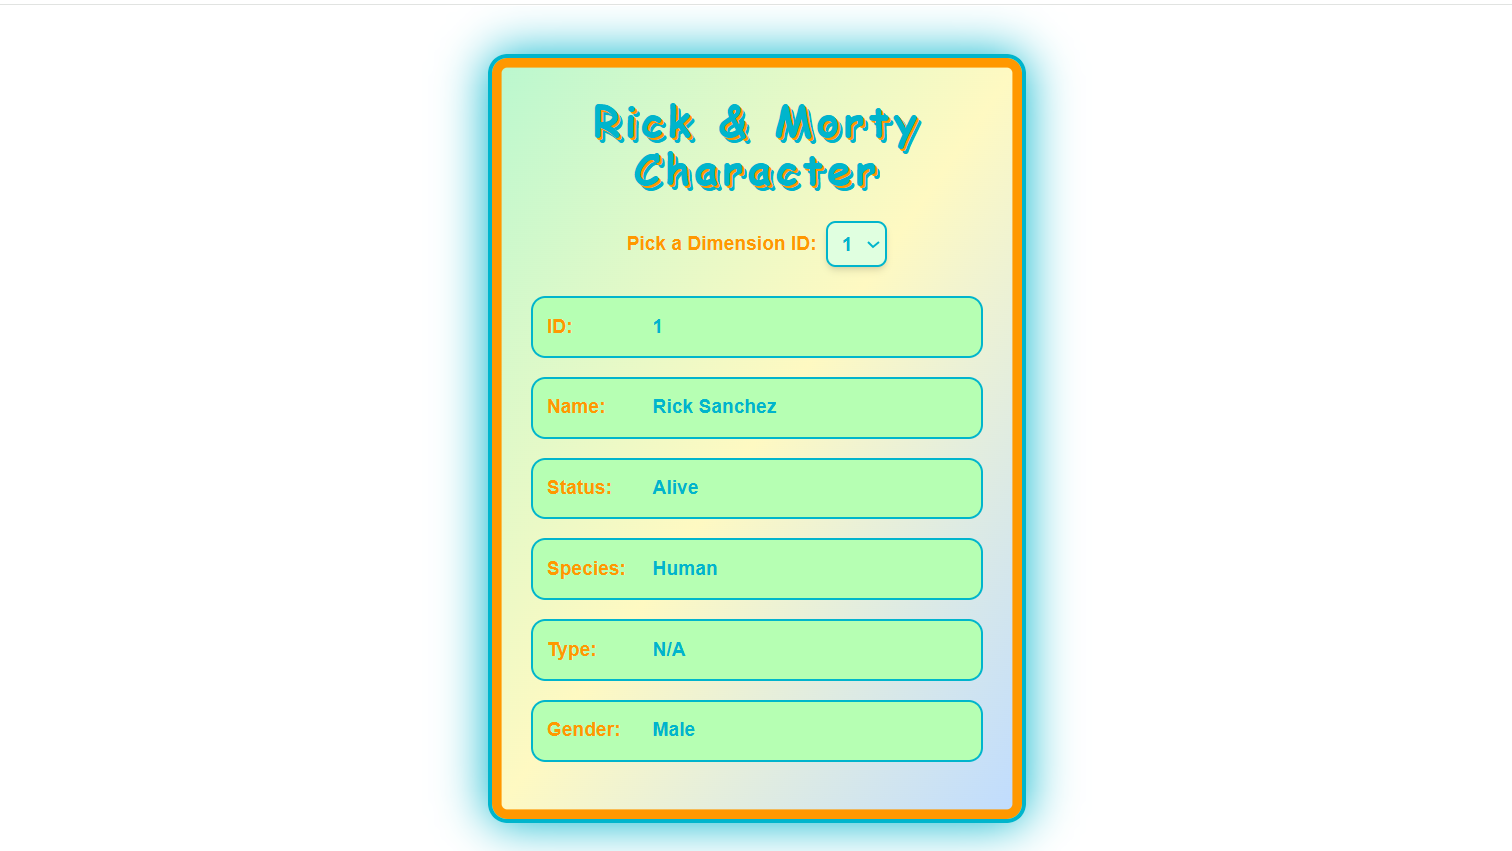 Rick & Morty
Character
Pick a Dimension ID: 1
ID: 1
Name: Rick Sanchez
Status: Alive
Species: Human
Type: N/A
Gender: Male